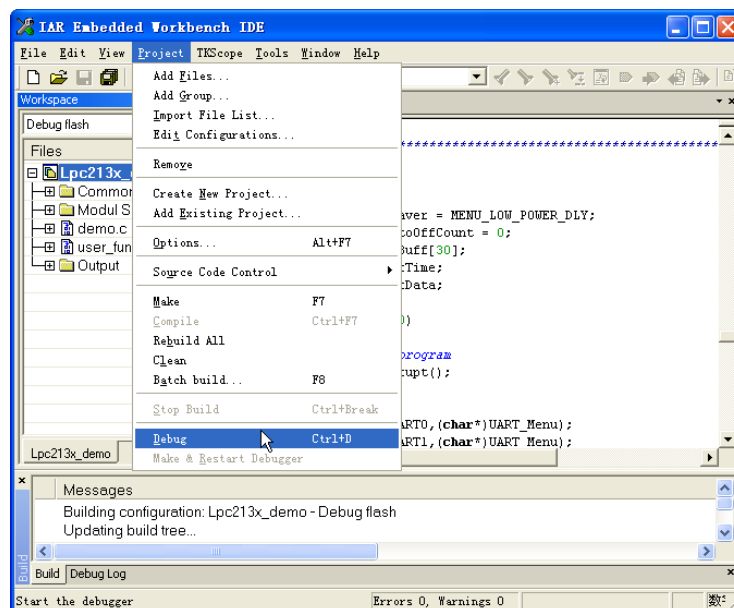 IAR Embedded Workbench IDE
File Edit View Project TKScope Tools Window Help
Workspace
Debug flash
Files
Lpc213x_
Common
Modul S
demo.c
user_fun
Output
Lpc213x_demo
Add Files...
Add Group...
Import File List...
Edit Configurations...
Remove
Create New Project...
Add Existing Project...
Options... Alt+F7
Source Code Control
Make F7
Compile Ctrl+F7
Rebuild All
Clean
Batch build... F8
Stop Build Ctrl+Break
Debug Ctrl+D
Make & Restart Debugger
******************************************
aver = MENU_LOW_POWER_DLY;
toOffCount = 0;
Buff[30];
tTime;
tData;
0)
program
rupt();
ART0,(char*)UART_Menu);
ART1,(char*)UART_Menu);
Messages
Building configuration: Lpc213x_demo - Debug flash
Updating build tree...
Build
Build Debug Log
Start the debugger Errors 0, Warnings 0 数